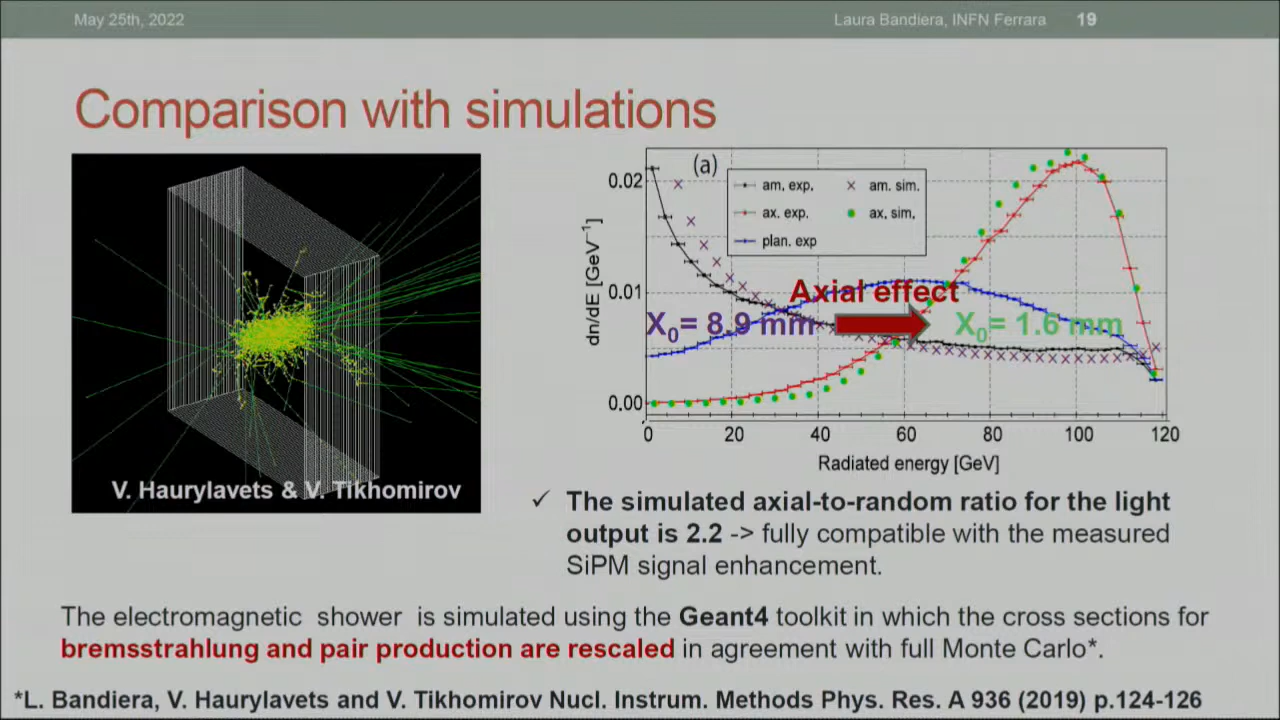 May 25th, 2022
Laura Bandiera, INFN Ferrara 19
Comparison with simulations
V. Haurylavets & V. Tikhomirov
(a)
am, exp.
am. sim.
ax. exp.
ax, sim,
plan. exp
dn/dE [GeV⁻¹]
0.02
0.01
0.00
Axial effect
X₀= 8.9 mm
X₀= 1.6 mm
0 20 40 60 80 100 120
Radiated energy [GeV]
✓ The simulated axial-to-random ratio for the light
output is 2.2 -> fully compatible with the measured
SiPM signal enhancement.
The electromagnetic shower is simulated using the Geant4 toolkit in which the cross sections for
bremsstrahlung and pair production are rescaled in agreement with full Monte Carlo*.
*L. Bandiera, V. Haurylavets and V. Tikhomirov Nucl. Instrum. Methods Phys. Res. A 936 (2019) p.124-126